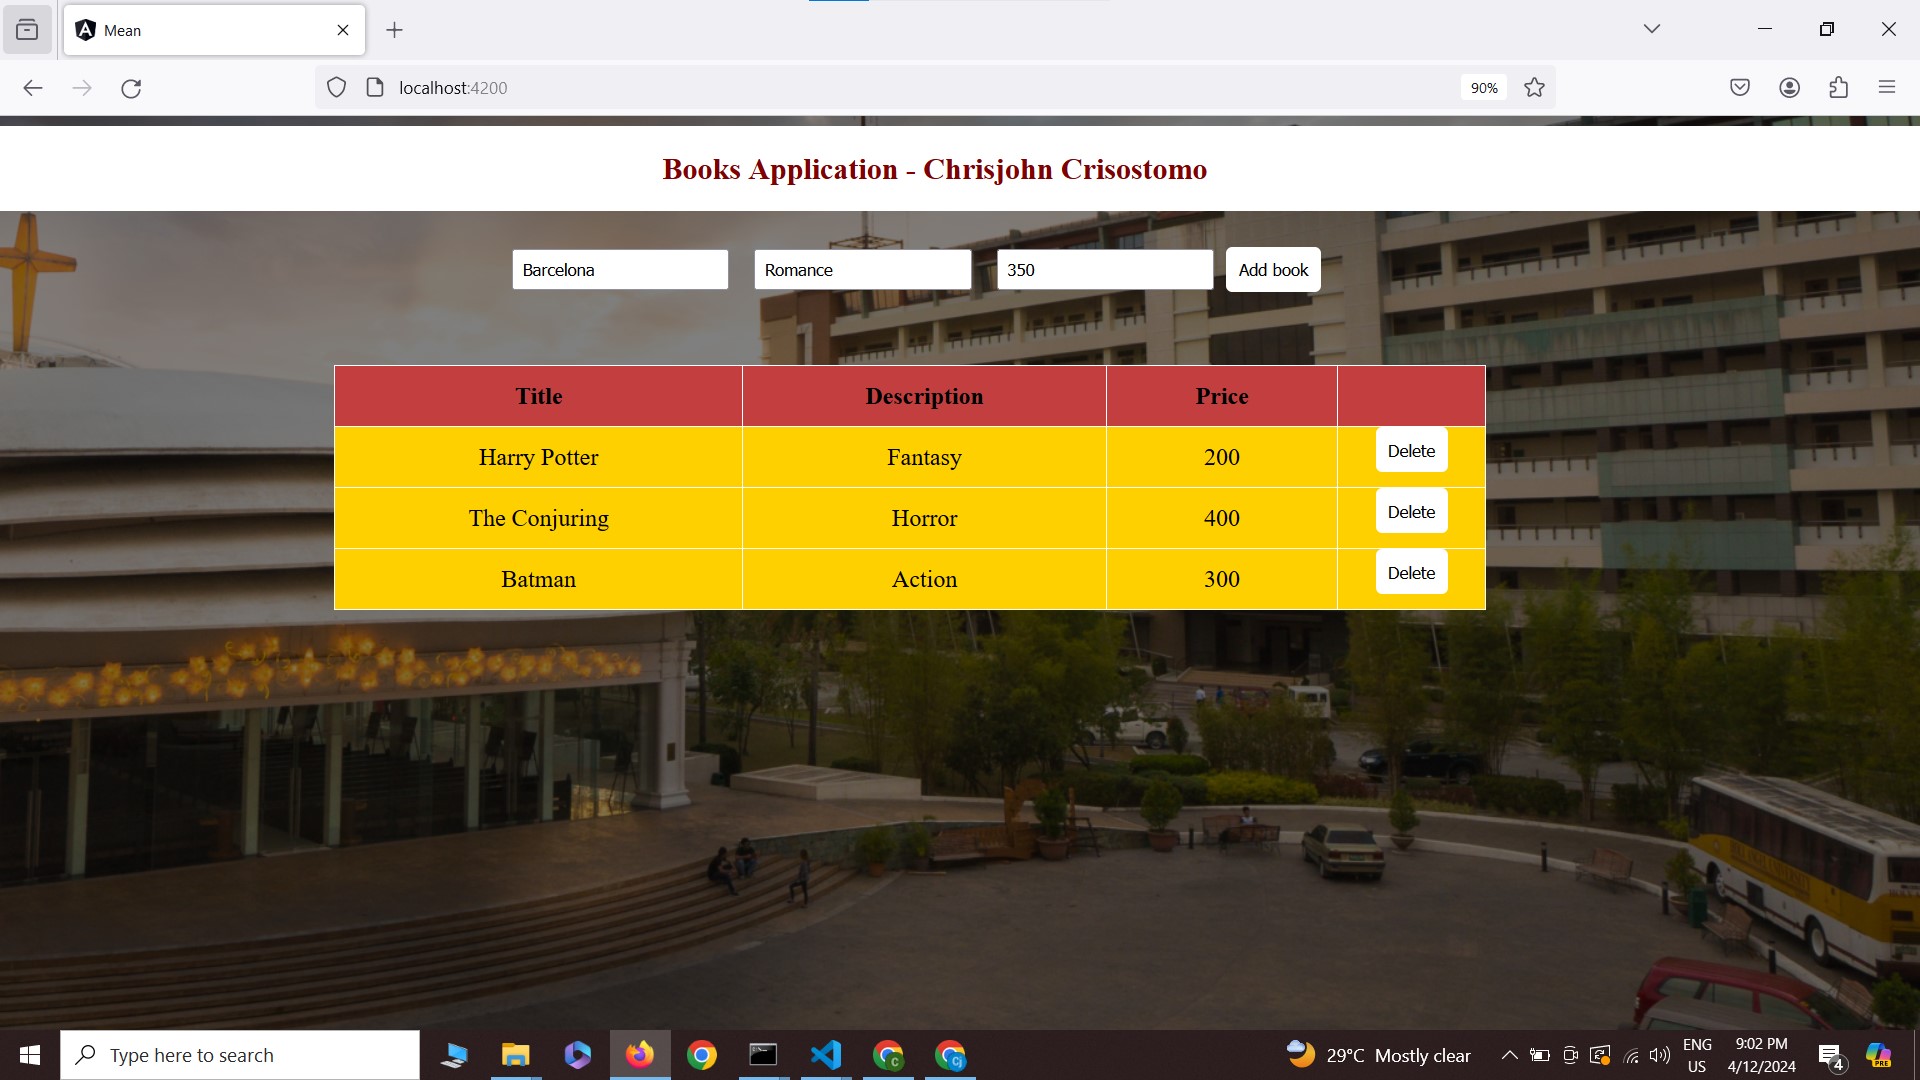 Mean
localhost:4200
90%
Books Application - Chrisjohn Crisostomo
Barcelona Romance 350 Add book
Title Description Price
Harry Potter Fantasy 200 Delete
The Conjuring Horror 400 Delete
Batman Action 300 Delete
Type here to search
29°C Mostly clear
ENG
US
9:02 PM
4/12/2024
4
PRE